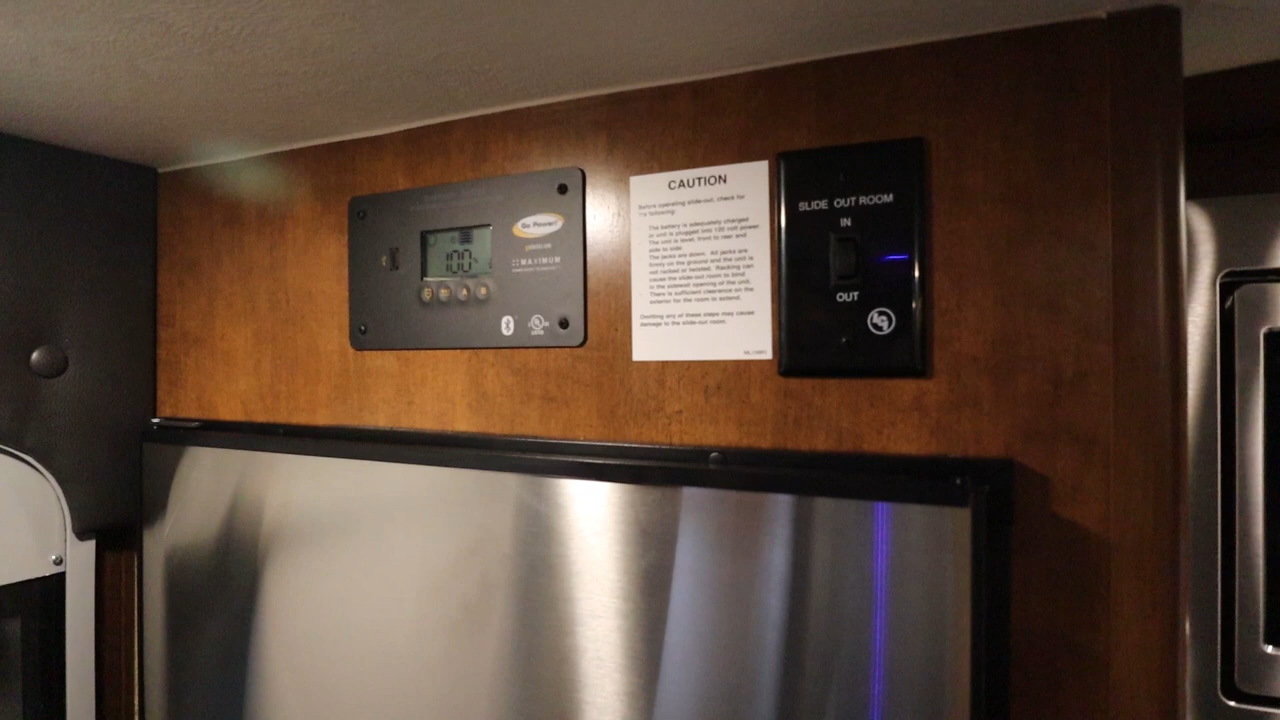 Go Power!
100%
MAXIMUM
CAUTION
Before operating slide-out, check for
the following:
The battery is adequately charged
or unit is plugged into 120 volt power.
The unit is level, front to rear and
side to side.
The jacks are down. All jacks are
firmly on the ground and the unit is
not racked or twisted. Racking can
cause the slide-out room to bind
in the sidewall opening of the unit.
There is sufficient clearance on the
exterior for the room to extend.
Omitting any of these steps may cause
damage to the slide-out room.
SLIDE OUT ROOM
IN
OUT
LCI